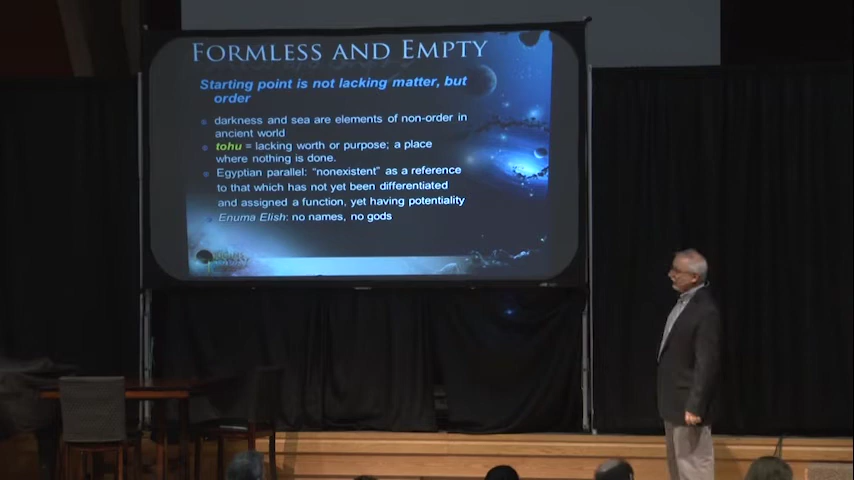 FORMLESS AND EMPTY
Starting point is not lacking matter, but
order
darkness and sea are elements of non-order in
ancient world
tohu = lacking worth or purpose; a place
where nothing is done.
Egyptian parallel: “nonexistent” as a reference
to that which has not yet been differentiated
and assigned a function, yet having potentiality
Enuma Elish: no names, no gods